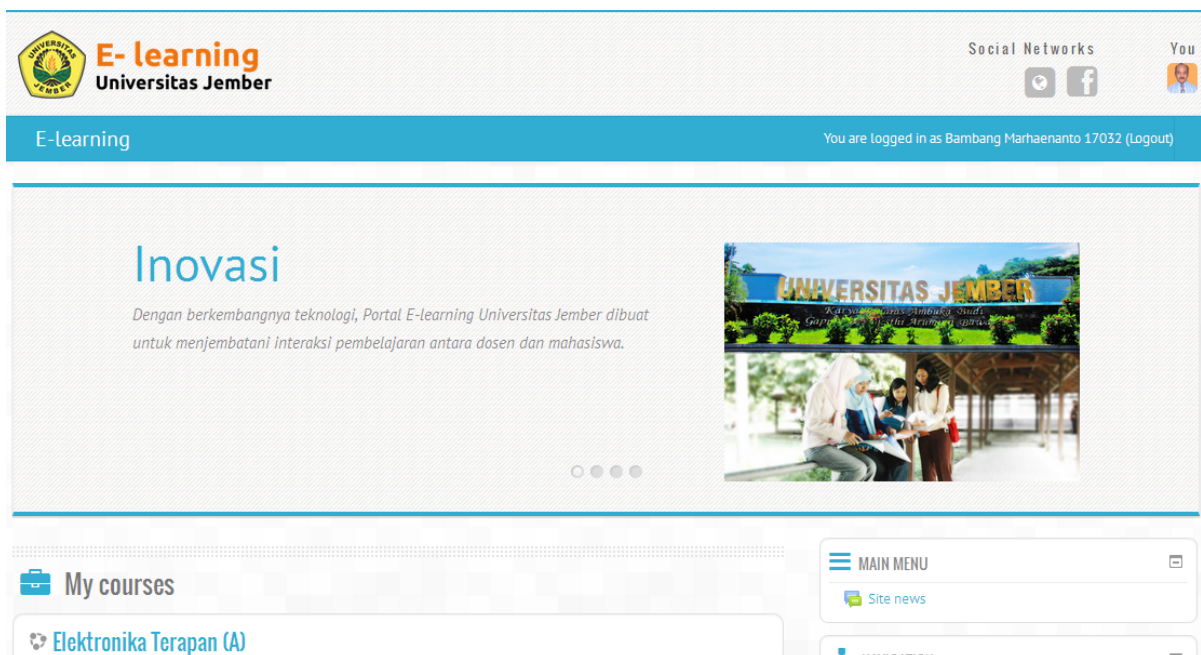 E- learning
Universitas Jember
Social Networks
You
E-learning
You are logged in as Bambang Marhaenanto 17032 (Logout)
Inovasi
Dengan berkembangnya teknologi, Portal E-learning Universitas Jember dibuat
untuk menjembatani interaksi pembelajaran antara dosen dan mahasiswa.
UNIVERSITAS JEMBER
My courses
MAIN MENU
Site news
Elektronika Terapan (A)